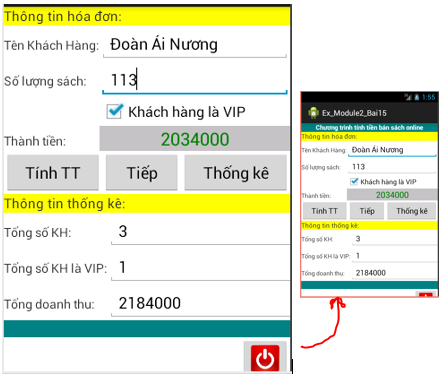 Thông tin hóa đơn:
Tên Khách Hàng: Đoàn Ái Nương
Số lượng sách: 113
Khách hàng là VIP
Thành tiền: 2034000
Tính TT Tiếp Thống kê
Thông tin thống kê:
Tổng số KH: 3
Tổng số KH là VIP: 1
Tổng doanh thu: 2184000
1:55
Ex_Module2_Bai15
Chương trình tính tiền bán sách online
Thông tin hóa đơn:
Tên Khách Hàng: Đoàn Ái Nương
Số lượng sách: 113
Khách hàng là VIP
Thành tiền: 2034000
Tính TT Tiếp Thống kê
Thông tin thống kê:
Tổng số KH: 3
Tổng số KH là VIP: 1
Tổng doanh thu: 2184000